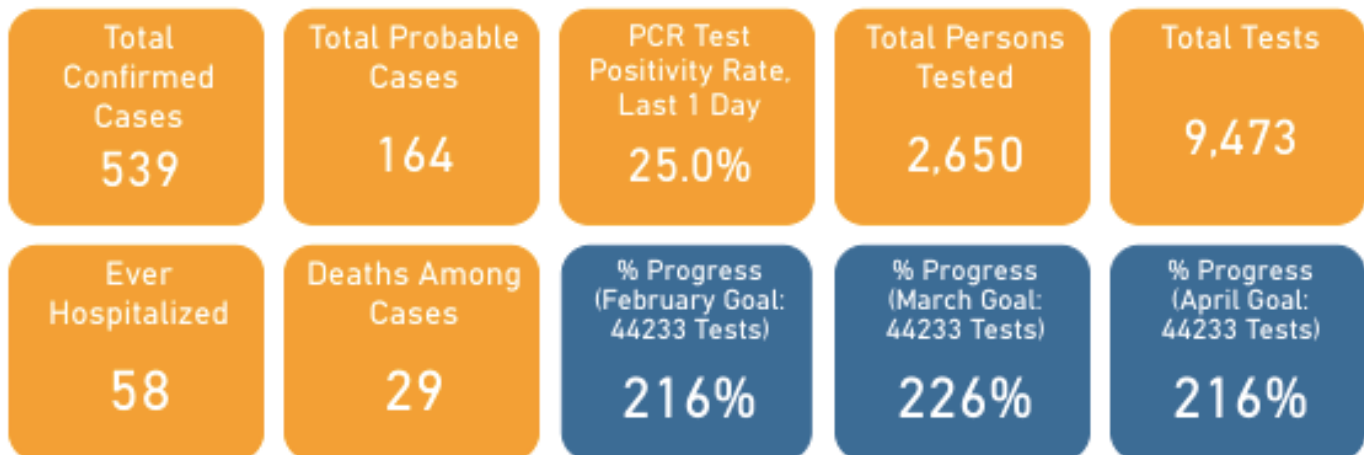 Total
Confirmed
Cases
539
Total Probable
Cases
164
PCR Test
Positivity Rate,
Last 1 Day
25.0%
Total Persons
Tested
2,650
Total Tests
9,473
Ever
Hospitalized
58
Deaths Among
Cases
29
% Progress
(February Goal:
44233 Tests)
216%
% Progress
(March Goal:
44233 Tests)
226%
% Progress
(April Goal:
44233 Tests)
216%